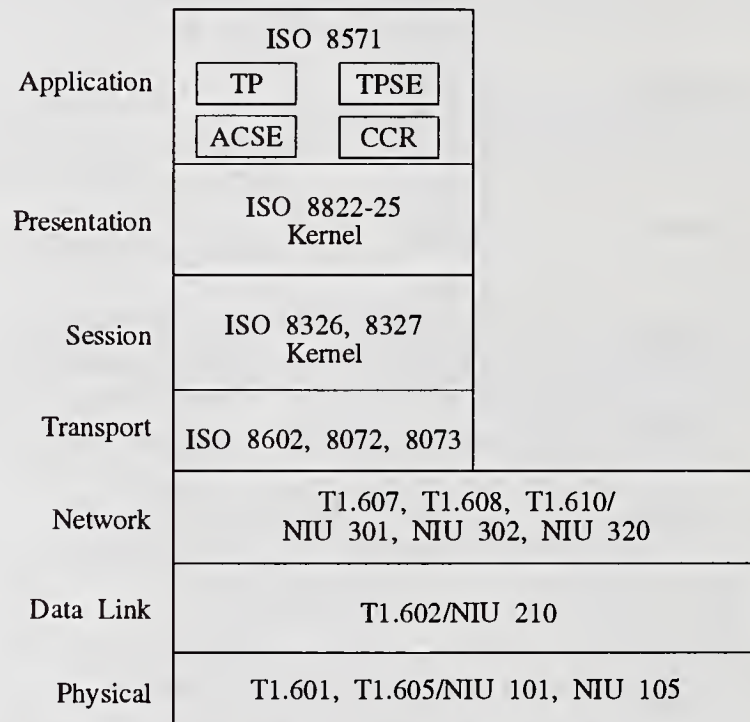 ISO 8571
Application
TP TPSE
ACSE CCR
Presentation
ISO 8822-25
Kernel
Session
ISO 8326, 8327
Kernel
Transport
ISO 8602, 8072, 8073
Network
T1.607, T1.608, T1.610/
NIU 301, NIU 302, NIU 320
Data Link
T1.602/NIU 210
Physical
T1.601, T1.605/NIU 101, NIU 105